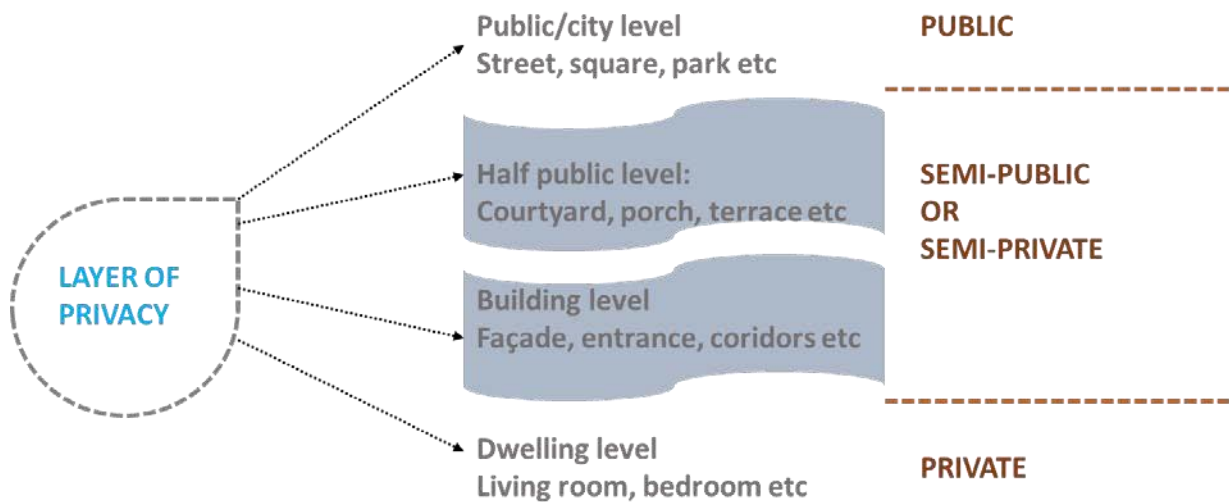 Public/city level
Street, square, park etc
PUBLIC
Half public level:
Courtyard, porch, terrace etc
SEMI-PUBLIC
OR
SEMI-PRIVATE
LAYER OF
PRIVACY
Building level
Façade, entrance, coridors etc
Dwelling level
Living room, bedroom etc
PRIVATE